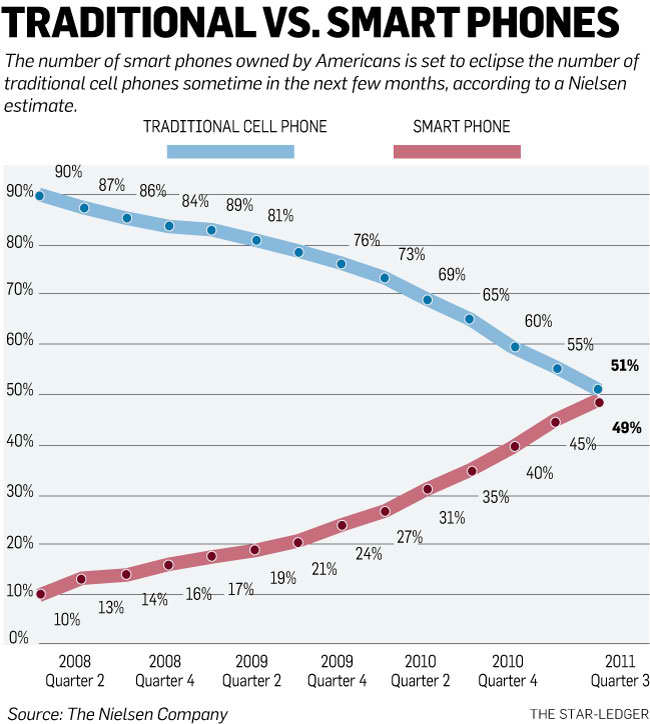 TRADITIONAL VS. SMART PHONES
The number of smart phones owned by Americans is set to eclipse the number of
traditional cell phones sometime in the next few months, according to a Nielsen
estimate.
TRADITIONAL CELL PHONE
SMART PHONE
90%
80%
70%
60%
50%
40%
30%
20%
10%
0%
90%
87%
86%
84%
89%
81%
76%
73%
69%
65%
60%
55%
51%
49%
45%
40%
35%
31%
27%
24%
21%
19%
17%
16%
14%
13%
10%
2008
Quarter 2
2008
Quarter 4
2009
Quarter 2
2009
Quarter 4
2010
Quarter 2
2010
Quarter 4
2011
Quarter 3
Source: The Nielsen Company
THE STAR-LEDGER